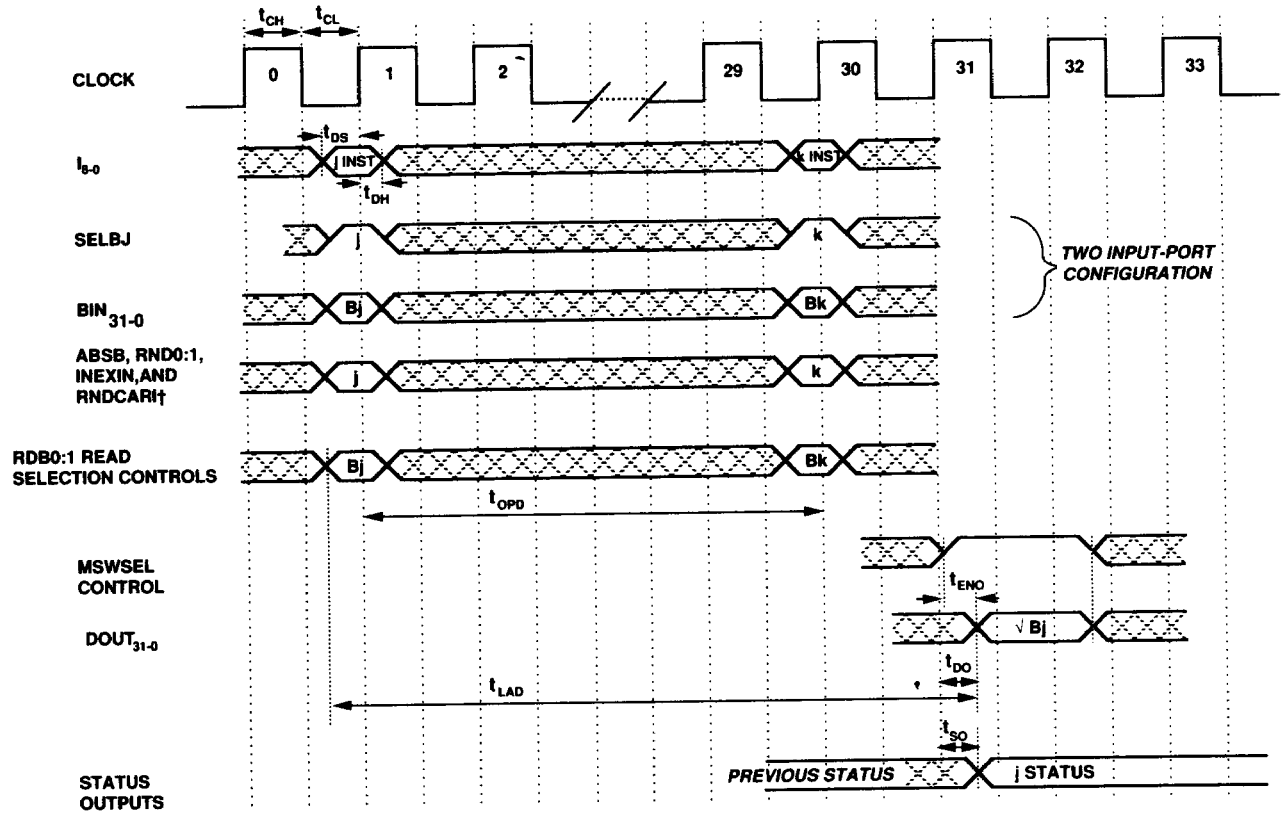 tCH tCL
CLOCK 0 1 2 29 30 31 32 33
tDS
I8-0 j INST k INST
tDH
SELBJ j k
TWO INPUT-PORT
CONFIGURATION
BIN31-0 Bj Bk
ABSB, RND0:1,
INEXIN,AND
RNDCARI†
j k
RDB0:1 READ
SELECTION CONTROLS
Bj Bk
tOPD
MSWSEL
CONTROL
tENO
DOUT31-0 √ Bj
tDO
tLAD
tSO
STATUS
OUTPUTS
PREVIOUS STATUS j STATUS